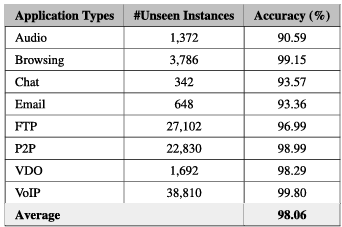 Application Types #Unseen Instances Accuracy (%)
Audio 1,372 90.59
Browsing 3,786 99.15
Chat 342 93.57
Email 648 93.36
FTP 27,102 96.99
P2P 22,830 98.99
VDO 1,692 98.29
VoIP 38,810 99.80
Average 98.06